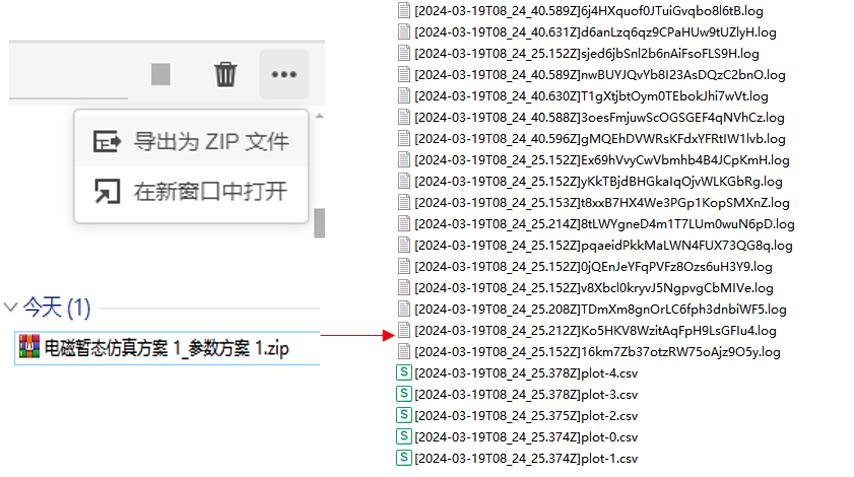 导出为 ZIP 文件
在新窗口中打开
今天 (1)
电磁暂态仿真方案 1_参数方案 1.zip
[2024-03-19T08_24_40.589Z]6j4HXquof0JTuiGvqbo8l6tB.log
[2024-03-19T08_24_40.631Z]d6anLzq6qz9CPaHUw9tUZlyH.log
[2024-03-19T08_24_25.152Z]sjed6jbSnl2b6nAiFsoFLS9H.log
[2024-03-19T08_24_40.589Z]nwBUYJQvYb8I23AsDQzC2bnO.log
[2024-03-19T08_24_40.630Z]T1gXtjbtOym0TEbokJhi7wVt.log
[2024-03-19T08_24_40.588Z]3oesFmjuwScOGSGEF4qNVhCz.log
[2024-03-19T08_24_40.596Z]gMQEhDVWRsKFdxYFRtIW1lvb.log
[2024-03-19T08_24_25.152Z]Ex69hVvyCwVbmhb4B4JCpKmH.log
[2024-03-19T08_24_25.152Z]yKkTBjdBHGkaIqOjvWLKGbRg.log
[2024-03-19T08_24_25.153Z]t8xxB7HX4We3PGp1KopSMXnZ.log
[2024-03-19T08_24_25.214Z]8tLWYgneD4m1T7LUm0wuN6pD.log
[2024-03-19T08_24_25.152Z]pqaeidPkkMaLWN4FUX73QG8q.log
[2024-03-19T08_24_25.152Z]0jQEnJeYFqPVFz8Ozs6uH3Y9.log
[2024-03-19T08_24_25.152Z]v8Xbcl0kryvJ5NgpvgCbMIVe.log
[2024-03-19T08_24_25.208Z]TDmXm8gnOrLC6fph3dnbiWF5.log
[2024-03-19T08_24_25.212Z]Ko5HKV8WzitAqFpH9LsGFIu4.log
[2024-03-19T08_24_25.152Z]16km7Zb37otzRW75oAjz9O5y.log
[2024-03-19T08_24_25.378Z]plot-4.csv
[2024-03-19T08_24_25.378Z]plot-3.csv
[2024-03-19T08_24_25.375Z]plot-2.csv
[2024-03-19T08_24_25.374Z]plot-0.csv
[2024-03-19T08_24_25.374Z]plot-1.csv